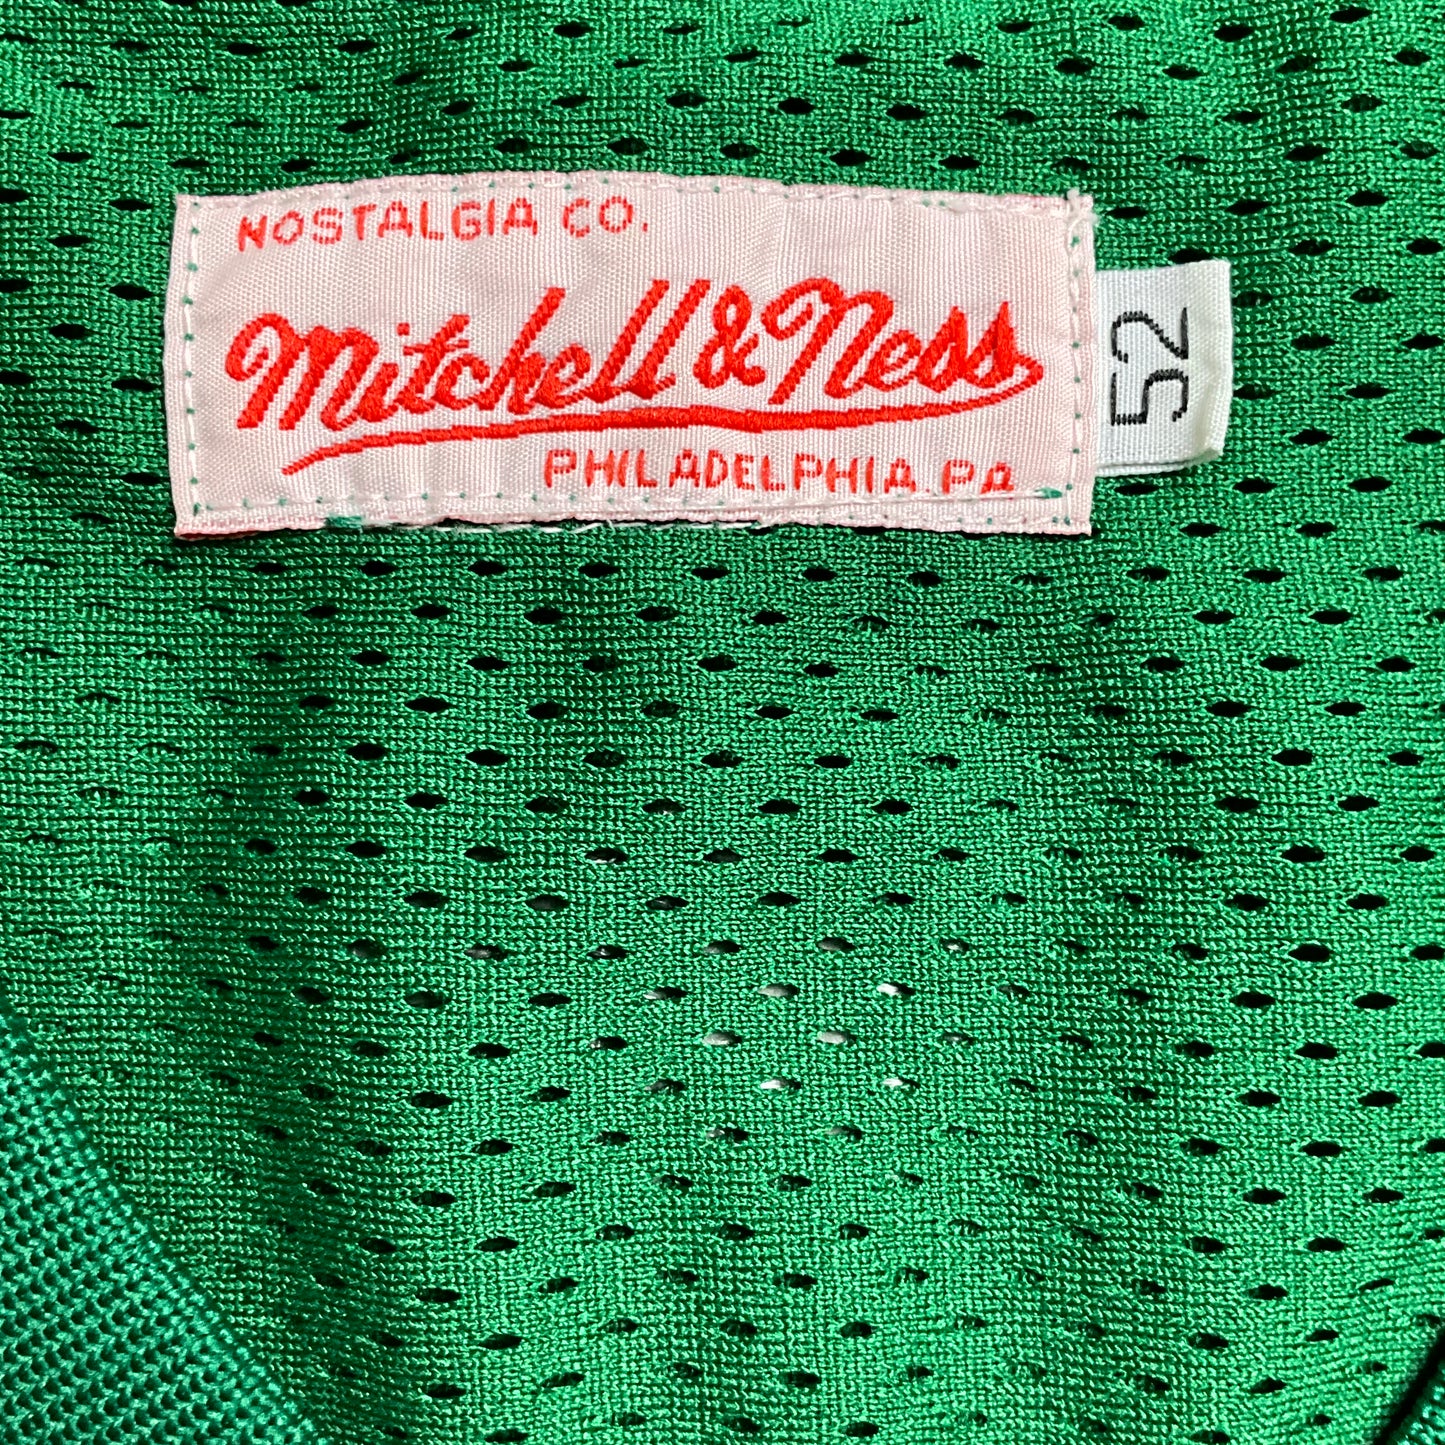 NOSTALGIA CO.
Mitchell & Ness
PHILADELPHIA, PA
52